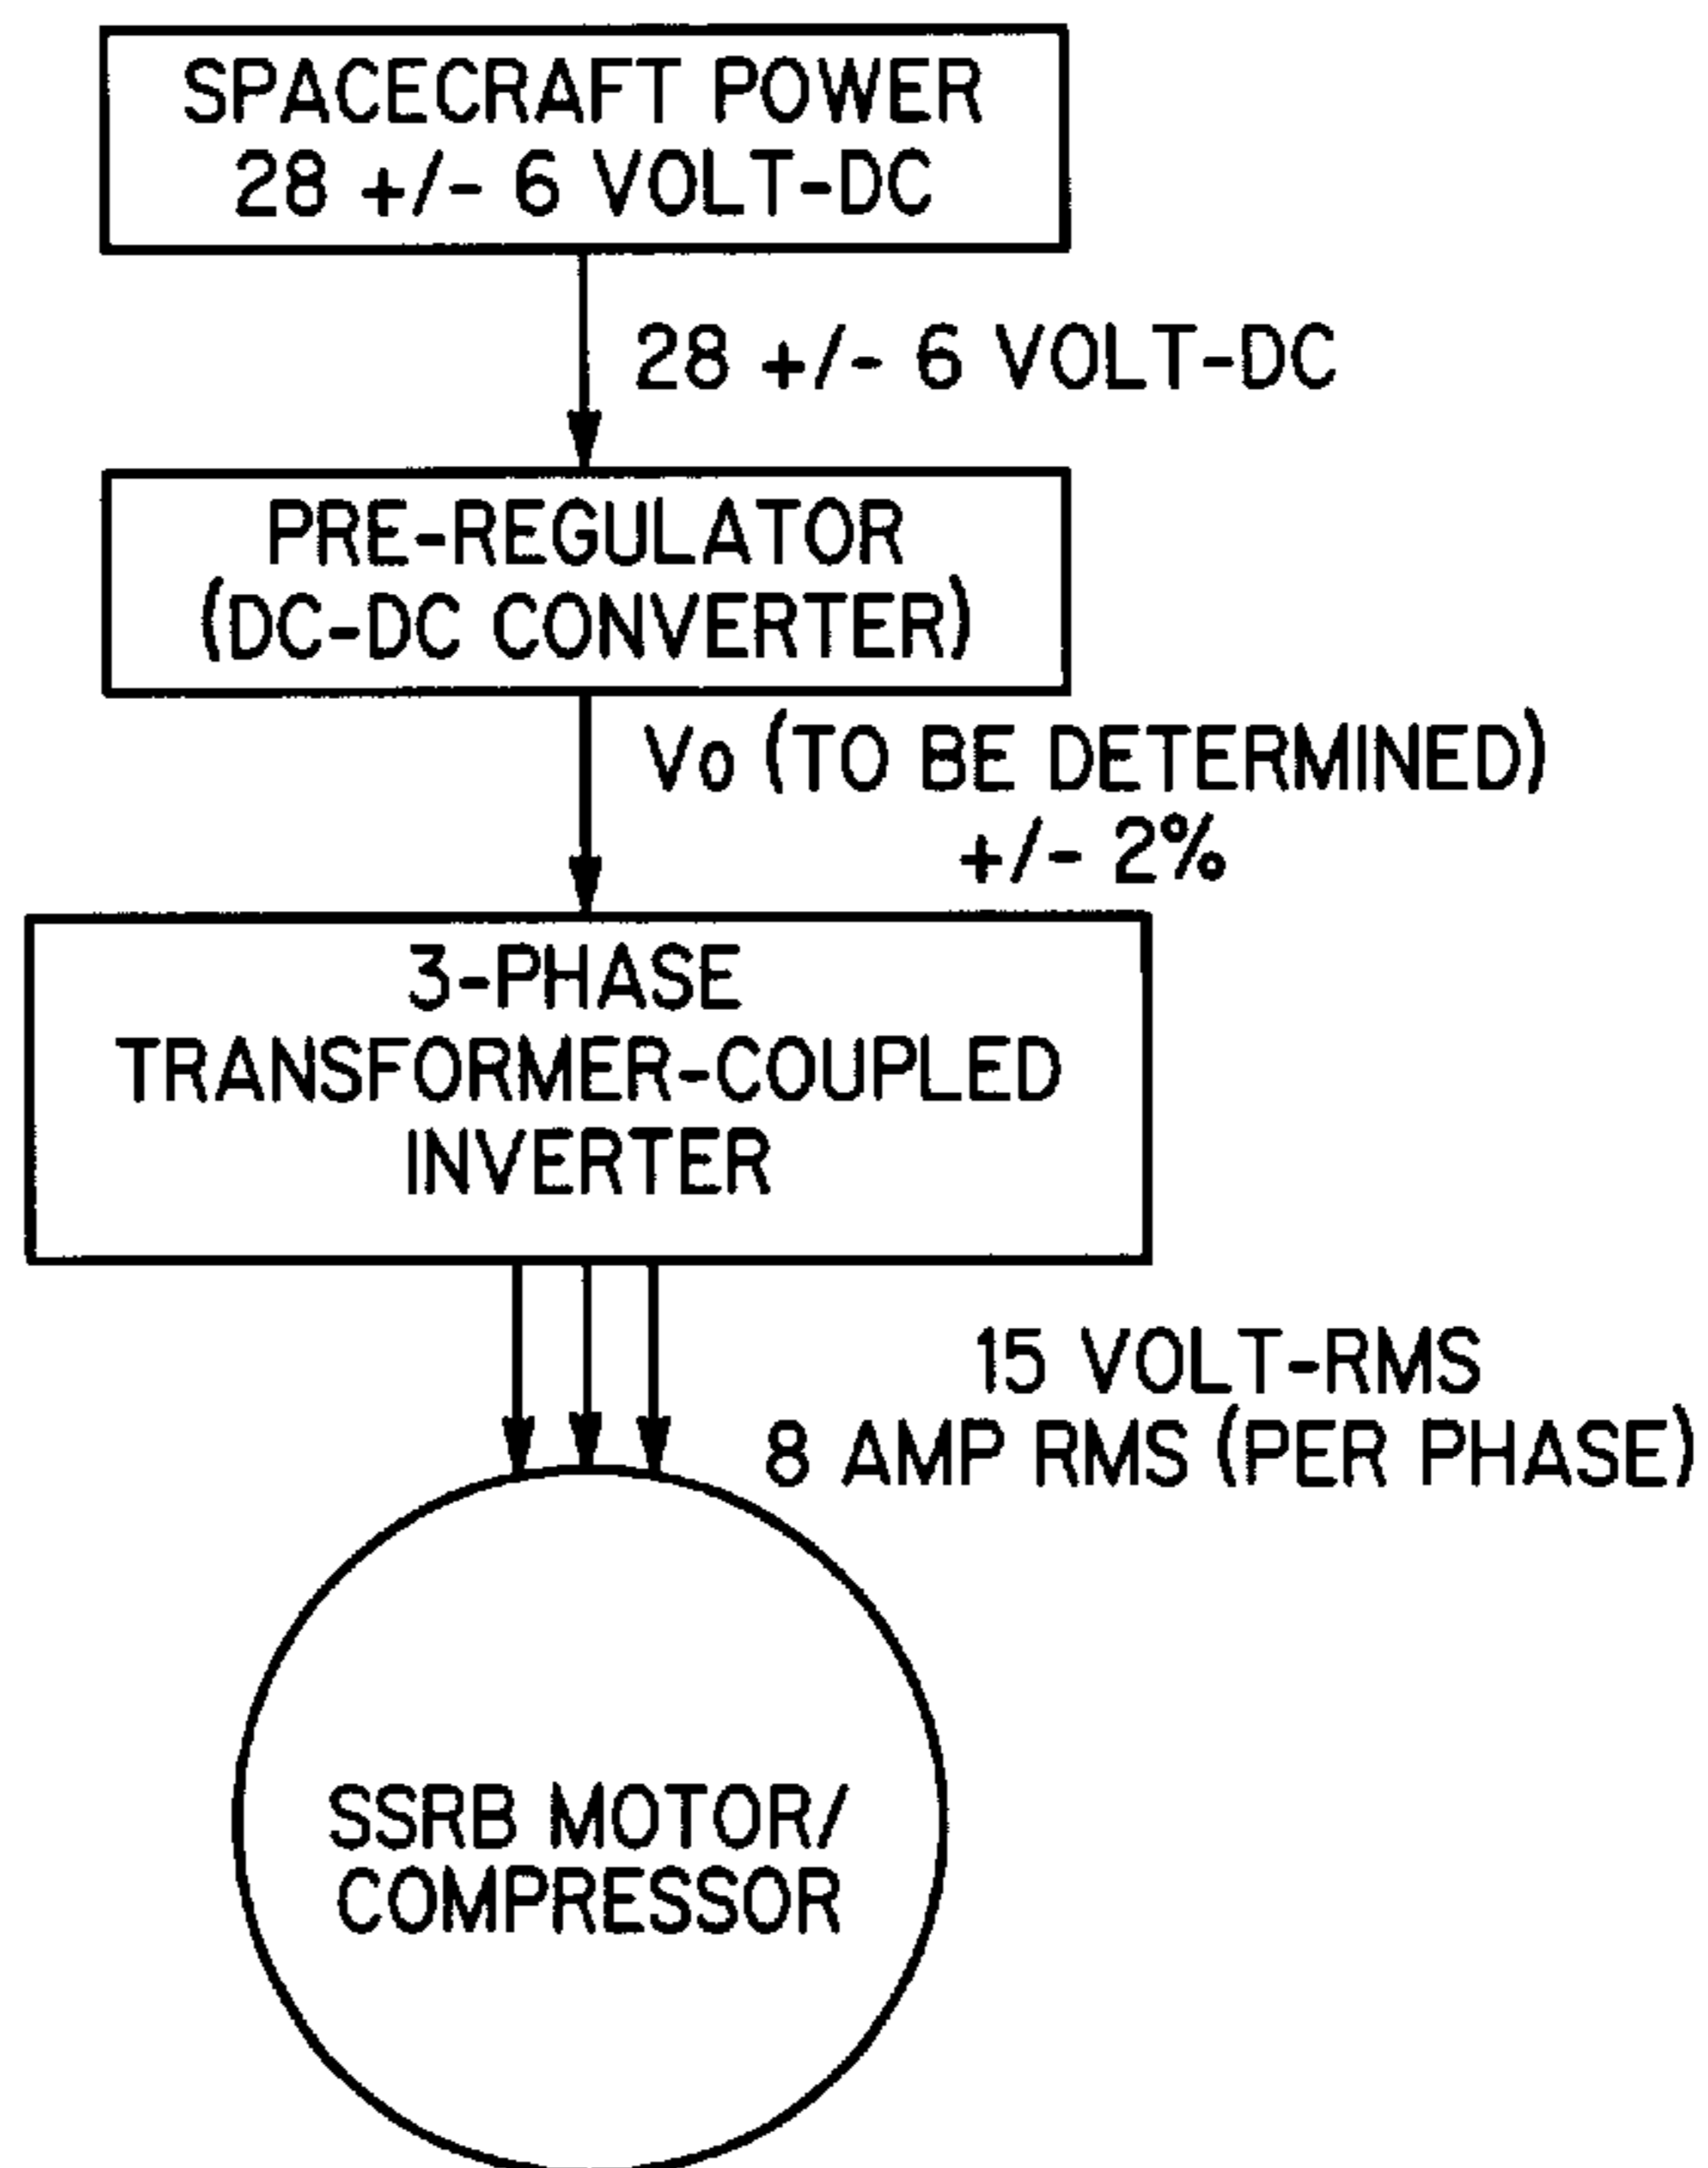 SPACECRAFT POWER
28 +/- 6 VOLT-DC
28 +/- 6 VOLT-DC
PRE-REGULATOR
(DC-DC CONVERTER)
Vo (TO BE DETERMINED)
+/- 2%
3-PHASE
TRANSFORMER-COUPLED
INVERTER
15 VOLT-RMS
8 AMP RMS (PER PHASE)
SSRB MOTOR/
COMPRESSOR